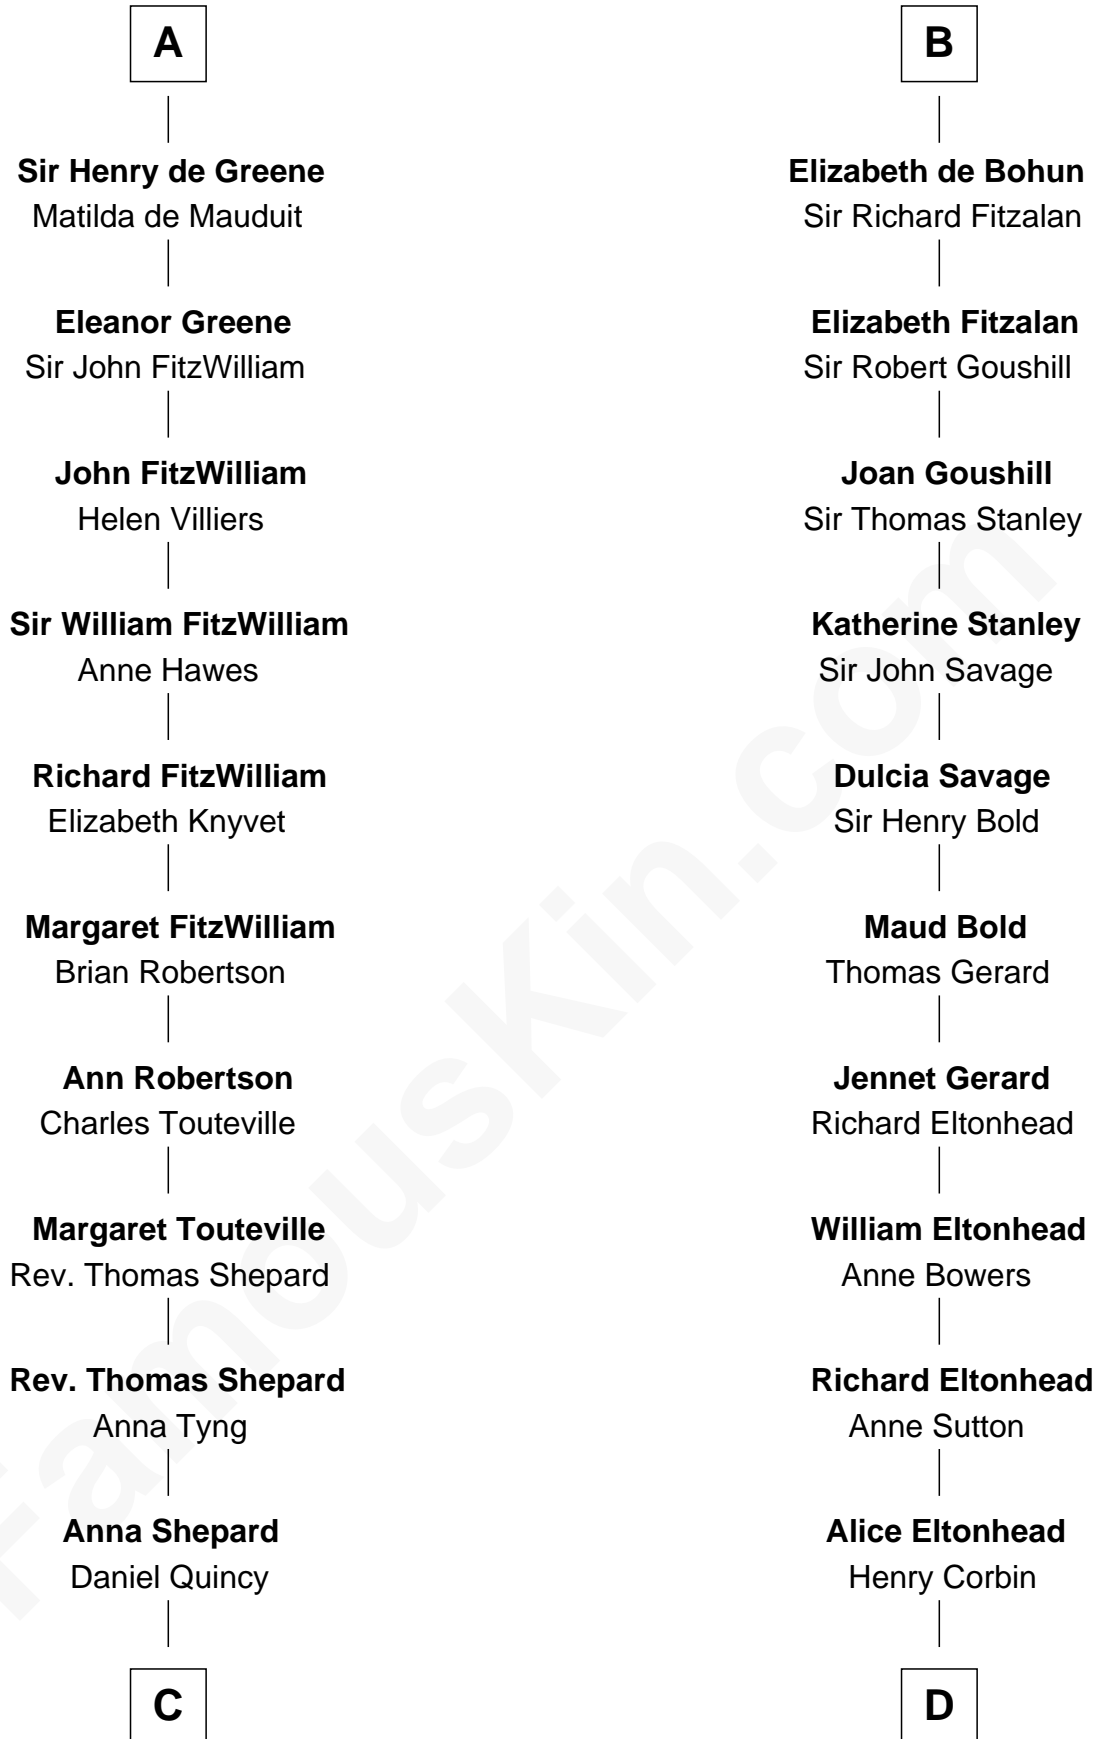 A
Sir Henry de Greene
Matilda de Mauduit
Eleanor Greene
Sir John FitzWilliam
John FitzWilliam
Helen Villiers
Sir William FitzWilliam
Anne Hawes
Richard FitzWilliam
Elizabeth Knyvet
Margaret FitzWilliam
Brian Robertson
Ann Robertson
Charles Touteville
Margaret Touteville
Rev. Thomas Shepard
Rev. Thomas Shepard
Anna Tyng
Anna Shepard
Daniel Quincy
C
B
Elizabeth de Bohun
Sir Richard Fitzalan
Elizabeth Fitzalan
Sir Robert Goushill
Joan Goushill
Sir Thomas Stanley
Katherine Stanley
Sir John Savage
Dulcia Savage
Sir Henry Bold
Maud Bold
Thomas Gerard
Jennet Gerard
Richard Eltonhead
William Eltonhead
Anne Bowers
Richard Eltonhead
Anne Sutton
Alice Eltonhead
Henry Corbin
D
FamousKin.com